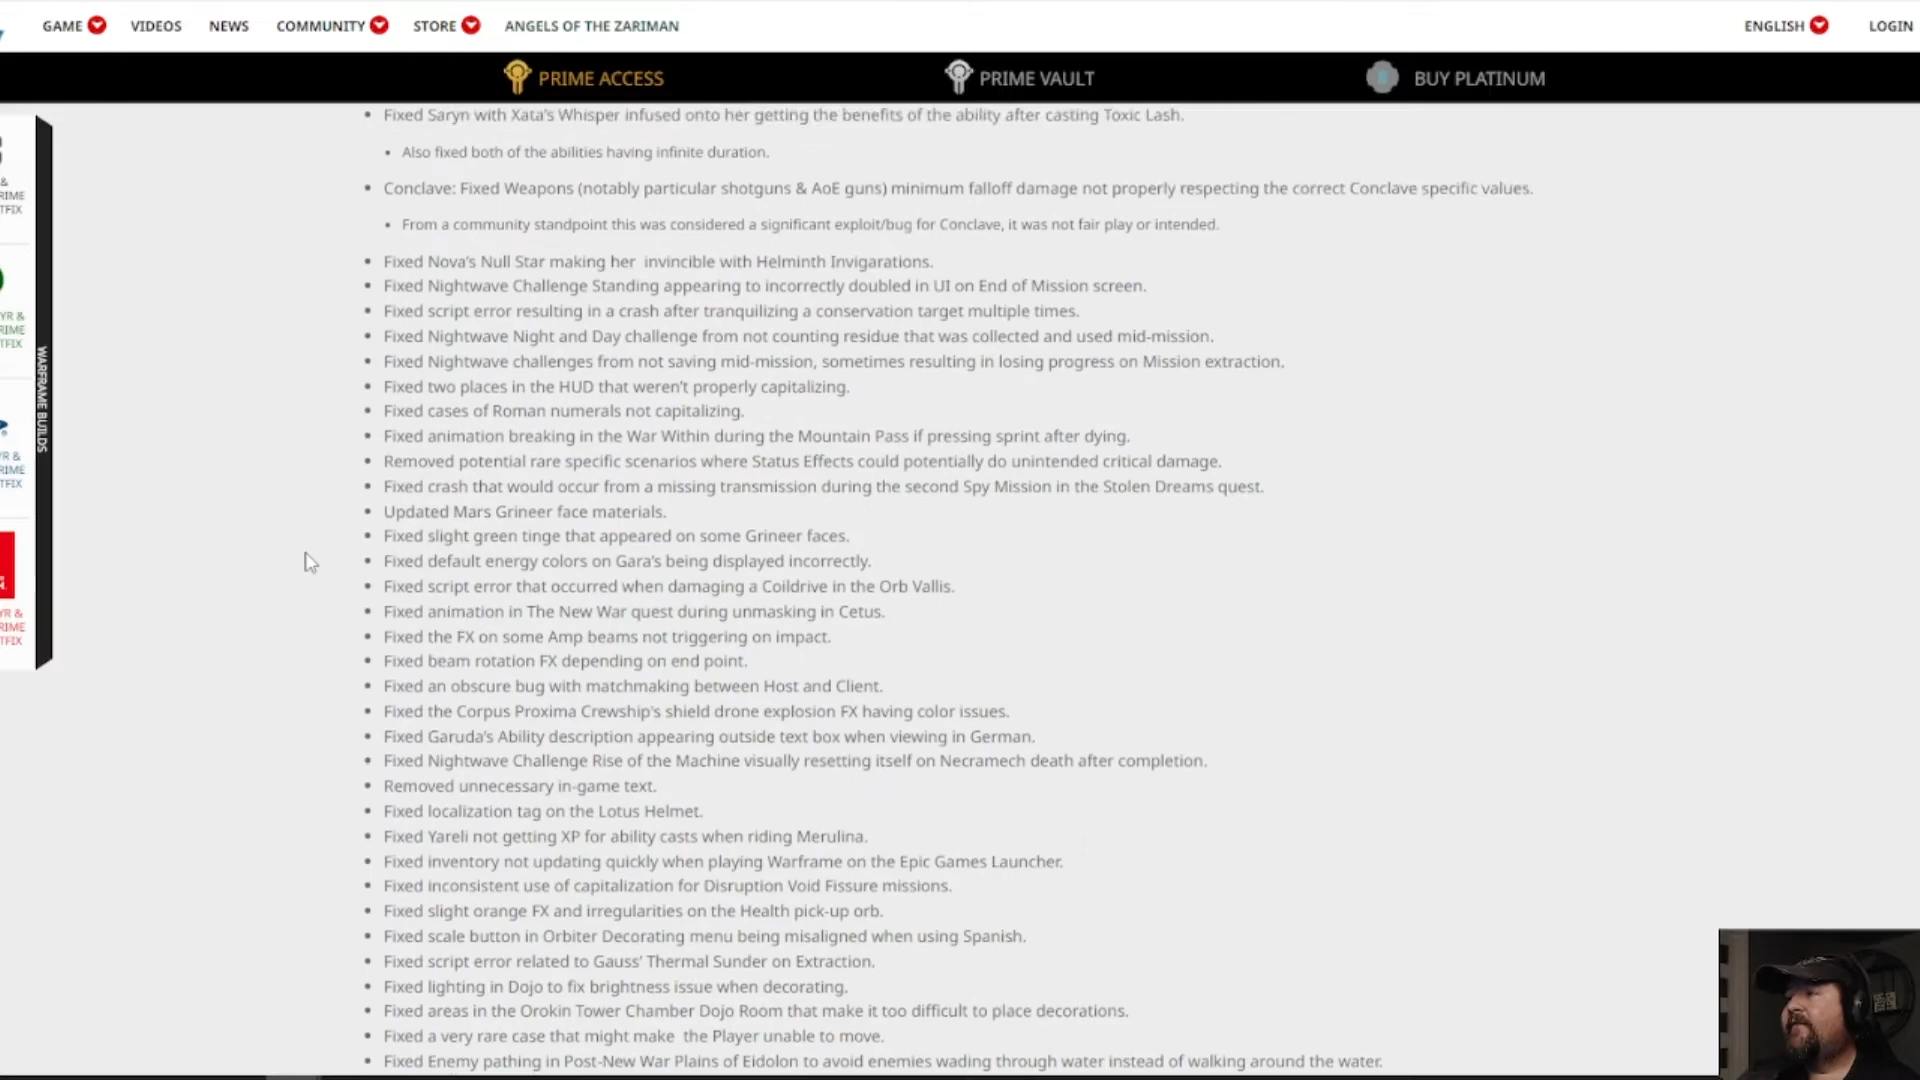 GAME VIDEOS NEWS COMMUNITY STORE ANGELS OF THE ZARIMAN ENGLISH LOGIN
PRIME ACCESS PRIME VAULT BUY PLATINUM
• Fixed Saryn with Xata's Whisper infused onto her getting the benefits of the ability after casting Toxic Lash.
• Also fixed both of the abilities having infinite duration.
• Conclave: Fixed Weapons (notably particular shotguns & AoE guns) minimum falloff damage not properly respecting the correct Conclave specific values.
• From a community standpoint this was considered a significant exploit/bug for Conclave, it was not fair play or intended.
• Fixed Nova's Null Star making her invincible with Helminth Invigarations.
• Fixed Nightwave Challenge Standing appearing to incorrectly doubled in UI on End of Mission screen.
• Fixed script error resulting in a crash after tranquilizing a conservation target multiple times.
• Fixed Nightwave Night and Day challenge from not counting residue that was collected and used mid-mission.
• Fixed Nightwave challenges from not saving mid-mission, sometimes resulting in losing progress on Mission extraction.
• Fixed two places in the HUD that weren't properly capitalizing.
• Fixed cases of Roman numerals not capitalizing.
• Fixed animation breaking in the War Within during the Mountain Pass if pressing sprint after dying.
• Removed potential rare specific scenarios where Status Effects could potentially do unintended critical damage.
• Fixed crash that would occur from a missing transmission during the second Spy Mission in the Stolen Dreams quest.
• Updated Mars Grineer face materials.
• Fixed slight green tinge that appeared on some Grineer faces.
• Fixed default energy colors on Gara's being displayed incorrectly.
• Fixed script error that occurred when damaging a Coildrive in the Orb Vallis.
• Fixed animation in The New War quest during unmasking in Cetus.
• Fixed the FX on some Amp beams not triggering on impact.
• Fixed beam rotation FX depending on end point.
• Fixed an obscure bug with matchmaking between Host and Client.
• Fixed the Corpus Proxima Crewship's shield drone explosion FX having color issues.
• Fixed Garuda's Ability description appearing outside text box when viewing in German.
• Fixed Nightwave Challenge Rise of the Machine visually resetting itself on Necramech death after completion.
• Removed unnecessary in-game text.
• Fixed localization tag on the Lotus Helmet.
• Fixed Yareli not getting XP for ability casts when riding Merulina.
• Fixed inventory not updating quickly when playing Warframe on the Epic Games Launcher.
• Fixed inconsistent use of capitalization for Disruption Void Fissure missions.
• Fixed slight orange FX and irregularities on the Health pick-up orb.
• Fixed scale button in Orbiter Decorating menu being misaligned when using Spanish.
• Fixed script error related to Gauss' Thermal Sunder on Extraction.
• Fixed lighting in Dojo to fix brightness issue when decorating.
• Fixed areas in the Orokin Tower Chamber Dojo Room that make it too difficult to place decorations.
• Fixed a very rare case that might make the Player unable to move.
• Fixed Enemy pathing in Post-New War Plains of Eidolon to avoid enemies wading through water instead of walking around the water.
&
RIME
TFIX
YR &
RIME
TFIX
YR &
RIME
TFIX
YR &
RIME
TFIX
WARFRAME BUILDS